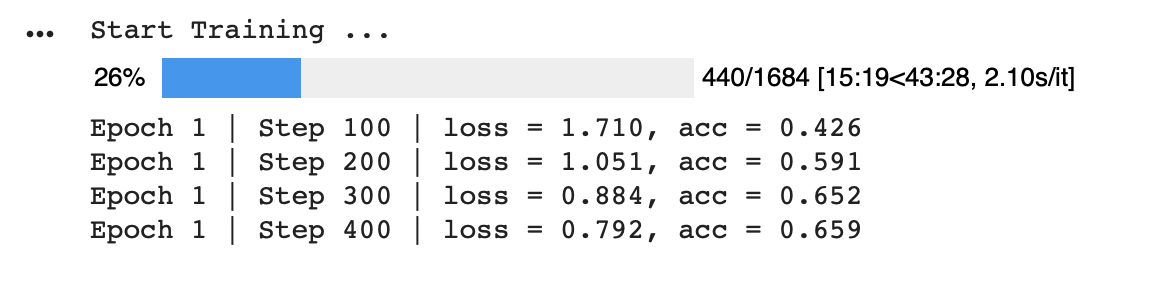 ... Start Training ...
26% 440/1684 [15:19<43:28, 2.10s/it]
Epoch 1 | Step 100 | loss = 1.710, acc = 0.426
Epoch 1 | Step 200 | loss = 1.051, acc = 0.591
Epoch 1 | Step 300 | loss = 0.884, acc = 0.652
Epoch 1 | Step 400 | loss = 0.792, acc = 0.659